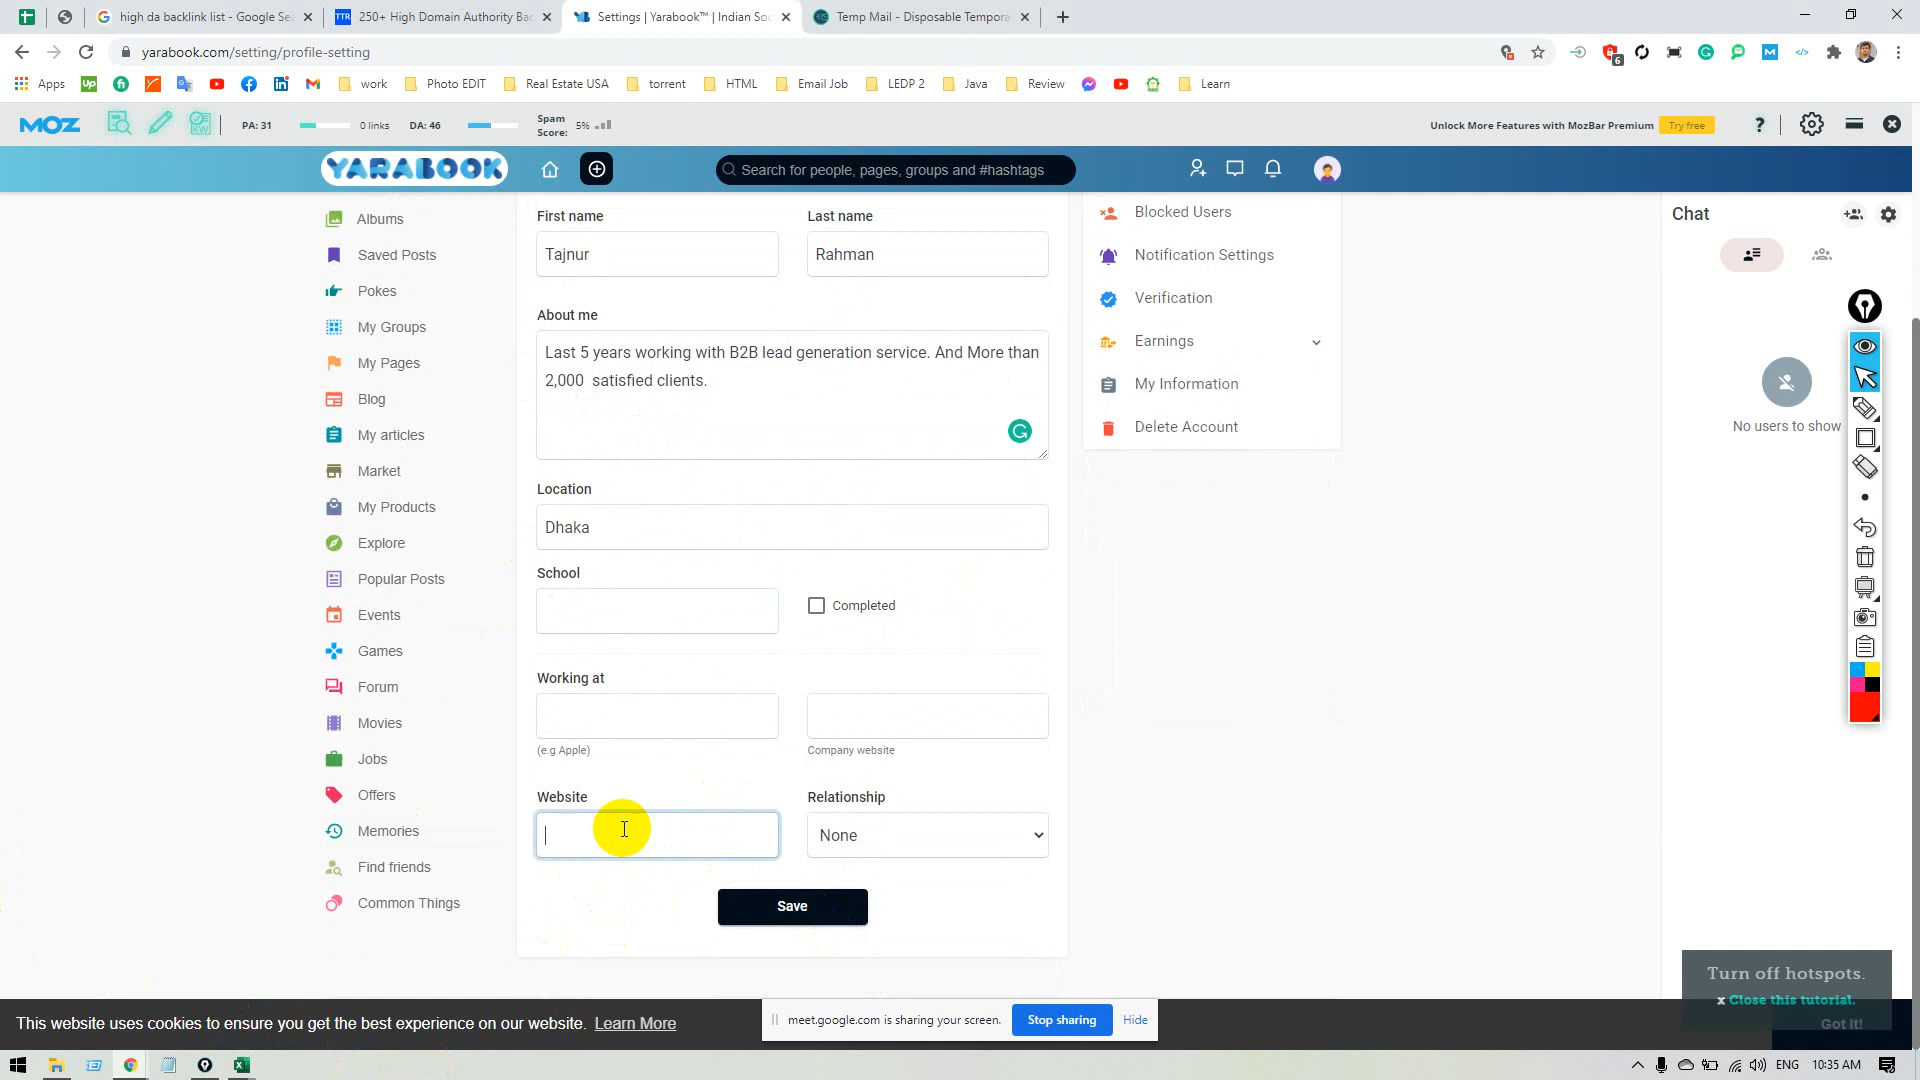 high da backlink list - Google Se
TTR
250+ High Domain Authority Bac
Settings | Yarabook™ | Indian Soc
Temp Mail - Disposable Tempora
yarabook.com/setting/profile-setting
6
Apps
Up
work
Photo EDIT
Real Estate USA
torrent
HTML
Email Job
LEDP 2
Java
Review
Learn
MOZ
PA: 31
0 links
DA: 46
Spam
Score:
5%
Unlock More Features with MozBar Premium
Try free
?
YARABOOK
Search for people, pages, groups and #hashtags
Albums
Saved Posts
Pokes
My Groups
My Pages
Blog
My articles
Market
My Products
Explore
Popular Posts
Events
Games
Forum
Movies
Jobs
Offers
Memories
Find friends
Common Things
First name
Last name
Tajnur
Rahman
About me
Last 5 years working with B2B lead generation service. And More than
2,000 satisfied clients.
Location
Dhaka
School
Completed
Working at
(e.g Apple)
Company website
Website
Relationship
None
Save
Blocked Users
Notification Settings
Verification
Earnings
My Information
Delete Account
Chat
No users to show
Turn off hotspots.
x Close this tutorial.
Got It!
This website uses cookies to ensure you get the best experience on our website. Learn More
meet.google.com is sharing your screen.
Stop sharing
Hide
ENG
10:35 AM